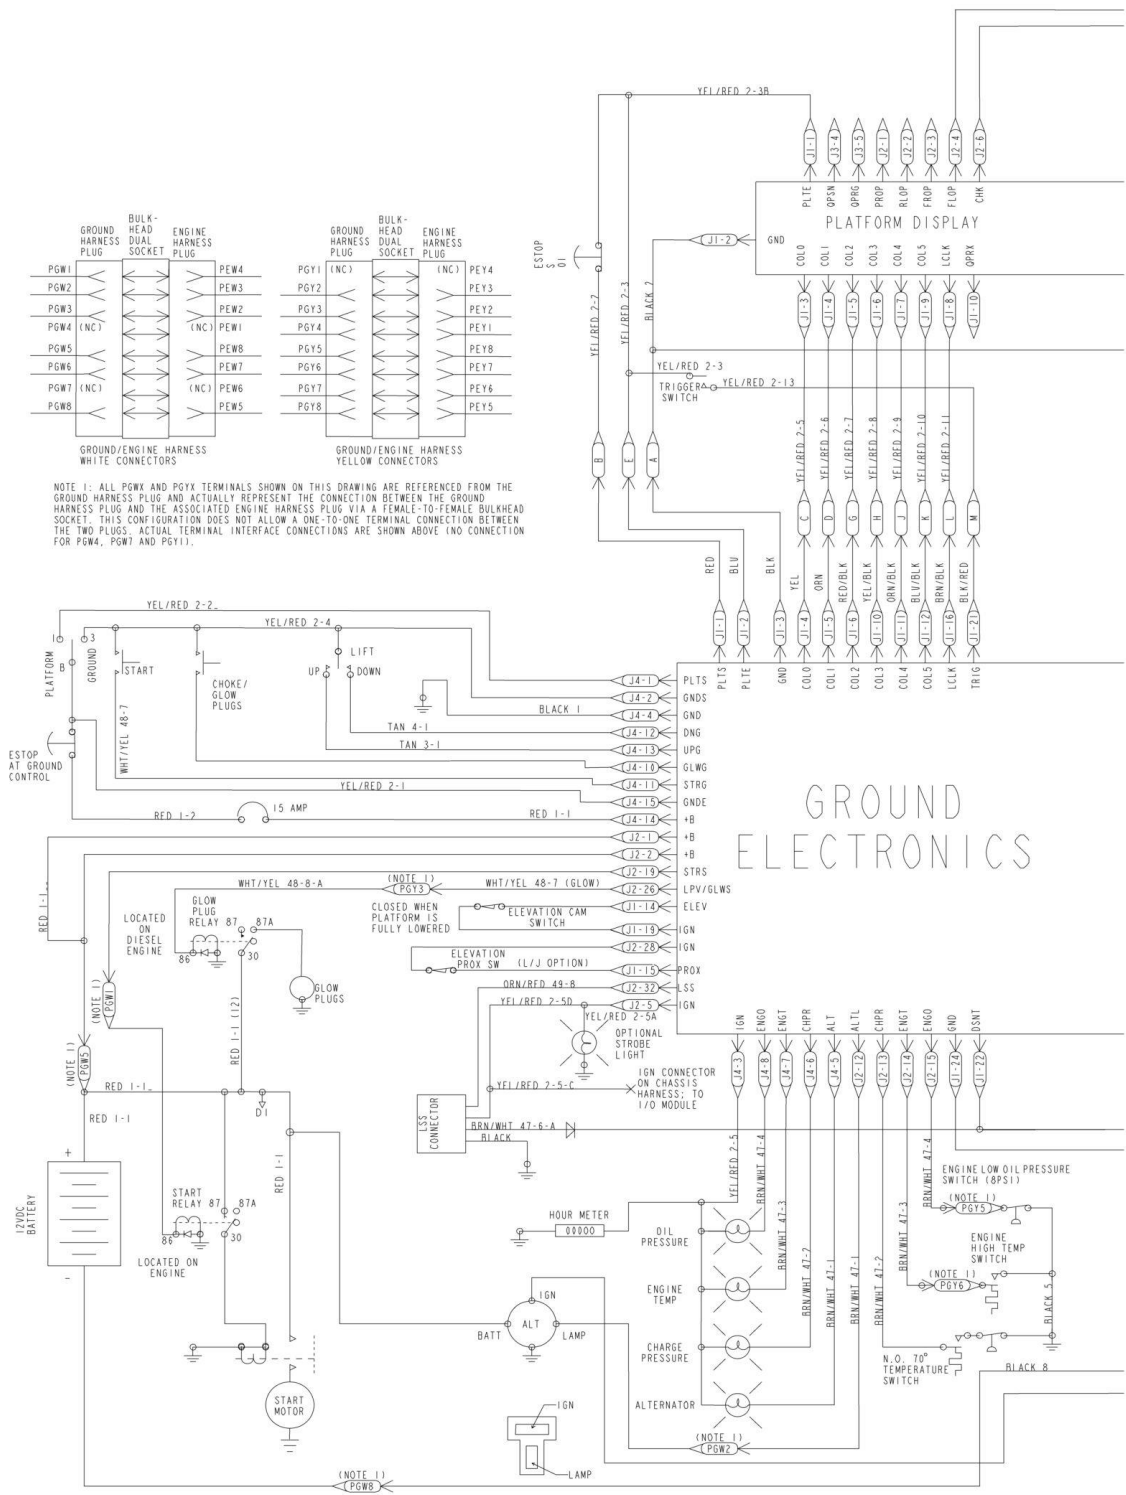 YEL/RED 2-3B
J1-1
J3-4
J3-5
J2-1
J2-2
J2-3
J2-4
J2-6
PLTE
QPSN
QPRG
PROP
RLOP
FROP
FLOP
CHK
PLATFORM DISPLAY
J1-2
GND
COL0
COL1
COL2
COL3
COL4
COL5
LCLK
QPRX
J1-3
J1-4
J1-5
J1-6
J1-7
J1-9
J1-8
J1-10
ESTOP
S
01
YEL/RED 2-7
YEL/RED 2-3
BLACK 2
YEL/RED 2-3
TRIGGER
SWITCH
YEL/RED 2-13
GROUND
HARNESS
PLUG
BULK-
HEAD
DUAL
SOCKET
ENGINE
HARNESS
PLUG
PGW1
PEW4
PGW2
PEW3
PGW3
PEW2
PGW4
(NC)
(NC)
PEW1
PGW5
PEW8
PGW6
PEW7
PGW7
(NC)
(NC)
PEW6
PGW8
PEW5
GROUND/ENGINE HARNESS
WHITE CONNECTORS
GROUND
HARNESS
PLUG
BULK-
HEAD
DUAL
SOCKET
ENGINE
HARNESS
PLUG
PGY1
(NC)
(NC)
PEY4
PGY2
PEY3
PGY3
PEY2
PGY4
PEY1
PGY5
PEY8
PGY6
PEY7
PGY7
PEY6
PGY8
PEY5
GROUND/ENGINE HARNESS
YELLOW CONNECTORS
NOTE 1: ALL PGWX AND PGYX TERMINALS SHOWN ON THIS DRAWING ARE REFERENCED FROM THE
GROUND HARNESS PLUG AND ACTUALLY REPRESENT THE CONNECTION BETWEEN THE GROUND
HARNESS PLUG AND THE ASSOCIATED ENGINE HARNESS PLUG VIA A FEMALE-TO-FEMALE BULKHEAD
SOCKET. THIS CONFIGURATION DOES NOT ALLOW A ONE-TO-ONE TERMINAL CONNECTION BETWEEN
THE TWO PLUGS. ACTUAL TERMINAL INTERFACE CONNECTIONS ARE SHOWN ABOVE (NO CONNECTION
FOR PGW4, PGW7 AND PGY1).
YEL/RED 2-5
YEL/RED 2-6
YEL/RED 2-7
YEL/RED 2-8
YEL/RED 2-9
YEL/RED 2-10
YEL/RED 2-11
B
E
A
C
D
G
H
J
K
L
M
RED
BLU
BLK
YEL
ORN
RED/BLK
YEL/BLK
ORN/BLK
BLU/BLK
BRN/BLK
BLK/RED
J1-1
J1-2
J1-3
J1-4
J1-5
J1-6
J1-10
J1-11
J1-12
J1-16
J1-21
PLTS
PLTE
GND
COL0
COL1
COL2
COL3
COL4
COL5
LCLK
TRIG
YEL/RED 2-2
YEL/RED 2-4
PLATFORM
1
B
3
GROUND
START
CHOKE/
GLOW
PLUGS
LIFT
UP
DOWN
WHT/YEL 48-7
ESTOP
AT GROUND
CONTROL
BLACK 1
TAN 4-1
TAN 3-1
YEL/RED 2-1
RED 1-2
15 AMP
RED 1-1
J4-1
PLTS
J4-2
GNDS
J4-4
GND
J4-12
DNG
J4-13
UPG
J4-10
GLWG
J4-11
STRG
J4-15
GNDE
J4-14
+B
J2-1
+B
J2-2
+B
J2-19
STRS
J2-26
LPV/GLWS
J1-14
ELEV
J1-19
IGN
J2-28
IGN
J1-15
PROX
J2-32
LSS
J2-5
IGN
GROUND
ELECTRONICS
WHT/YEL 48-8-A
(NOTE 1)
PGY3
WHT/YEL 48-7 (GLOW)
CLOSED WHEN
PLATFORM IS
FULLY LOWERED
ELEVATION CAM
SWITCH
ELEVATION
PROX SW
(L/J OPTION)
ORN/RED 49-8
YEL/RED 2-5D
YEL/RED 2-5A
OPTIONAL
STROBE
LIGHT
RED 1-1
LOCATED
ON
DIESEL
ENGINE
GLOW
PLUG
RELAY
87
87A
86
30
GLOW
PLUGS
(NOTE 1)
PGW1
(NOTE 1)
PGW5
RED 1-1 (12)
RED 1-1
RED 1-1
D1
IGN CONNECTOR
ON CHASSIS
HARNESS; TO
I/O MODULE
YEL/RED 2-5-C
LSS
CONNECTOR
BRN/WHT 47-6-A
BLACK
IGN
ENGO
ENGT
CHPR
ALT
ALTL
CHPR
ENGT
ENGO
GND
DSNT
J4-3
J4-8
J4-7
J4-6
J4-5
J2-12
J2-13
J2-14
J2-15
J1-24
J1-22
YEL/RED 2-5
BRN/WHT 47-4
BRN/WHT 47-3
BRN/WHT 47-2
BRN/WHT 47-1
BRN/WHT 47-1
BRN/WHT 47-2
BRN/WHT 47-3
BRN/WHT 47-4
+
12VDC
BATTERY
-
START
RELAY
87
87A
86
30
LOCATED ON
ENGINE
RED 1-1
HOUR METER
00000
OIL
PRESSURE
ENGINE
TEMP
CHARGE
PRESSURE
ALTERNATOR
ENGINE LOW OIL PRESSURE
SWITCH (8PSI)
(NOTE 1)
PGY5
ENGINE
HIGH TEMP
SWITCH
(NOTE 1)
PGY6
BLACK 5
N.O. 70°
TEMPERATURE
SWITCH
BLACK 8
IGN
BATT
ALT
LAMP
START
MOTOR
IGN
LAMP
(NOTE 1)
PGW2
(NOTE 1)
PGW8